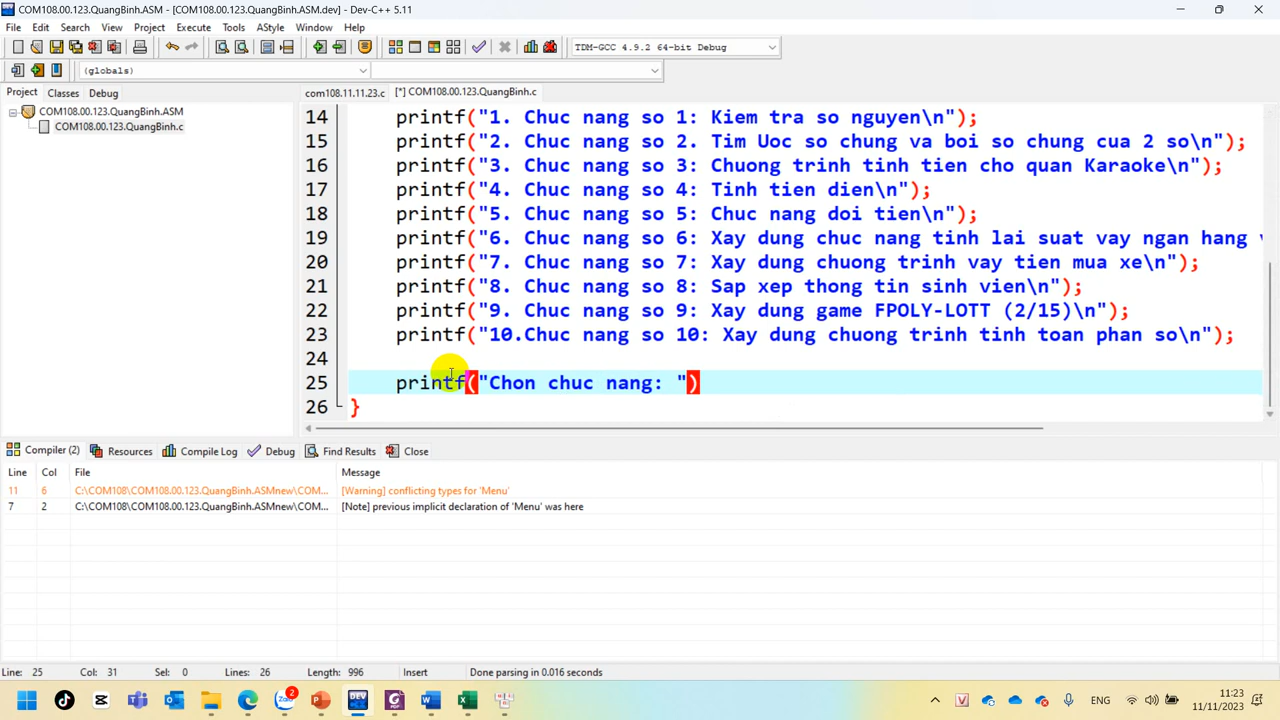 COM108.00.123.QuangBinh.ASM - [COM108.00.123.QuangBinh.ASM.dev] - Dev-C++ 5.11
File Edit Search View Project Execute Tools AStyle Window Help
TDM-GCC 4.9.2 64-bit Debug
(globals)
Project Classes Debug
com108.11.11.23.c [*] COM108.00.123.QuangBinh.c
COM108.00.123.QuangBinh.ASM
COM108.00.123.QuangBinh.c
14 printf("1. Chuc nang so 1: Kiem tra so nguyen\n");
15 printf("2. Chuc nang so 2. Tim Uoc so chung va boi so chung cua 2 so\n");
16 printf("3. Chuc nang so 3: Chuong trinh tinh tien cho quan Karaoke\n");
17 printf("4. Chuc nang so 4: Tinh tien dien\n");
18 printf("5. Chuc nang so 5: Chuc nang doi tien\n");
19 printf("6. Chuc nang so 6: Xay dung chuc nang tinh lai suat vay ngan hang v
20 printf("7. Chuc nang so 7: Xay dung chuong trinh vay tien mua xe\n");
21 printf("8. Chuc nang so 8: Sap xep thong tin sinh vien\n");
22 printf("9. Chuc nang so 9: Xay dung game FPOLY-LOTT (2/15)\n");
23 printf("10.Chuc nang so 10: Xay dung chuong trinh tinh toan phan so\n");
24
25 printf("Chon chuc nang: ")
26 }
Compiler (2) Resources Compile Log Debug Find Results Close
Line Col File Message
11 6 C:\COM108\COM108.00.123.QuangBinh.ASMnew\COM... [Warning] conflicting types for 'Menu'
7 2 C:\COM108\COM108.00.123.QuangBinh.ASMnew\COM... [Note] previous implicit declaration of 'Menu' was here
Line: 25 Col: 31 Sel: 0 Lines: 26 Length: 996 Insert Done parsing in 0.016 seconds
Zalo 2 DEV ENG 11:23
11/11/2023